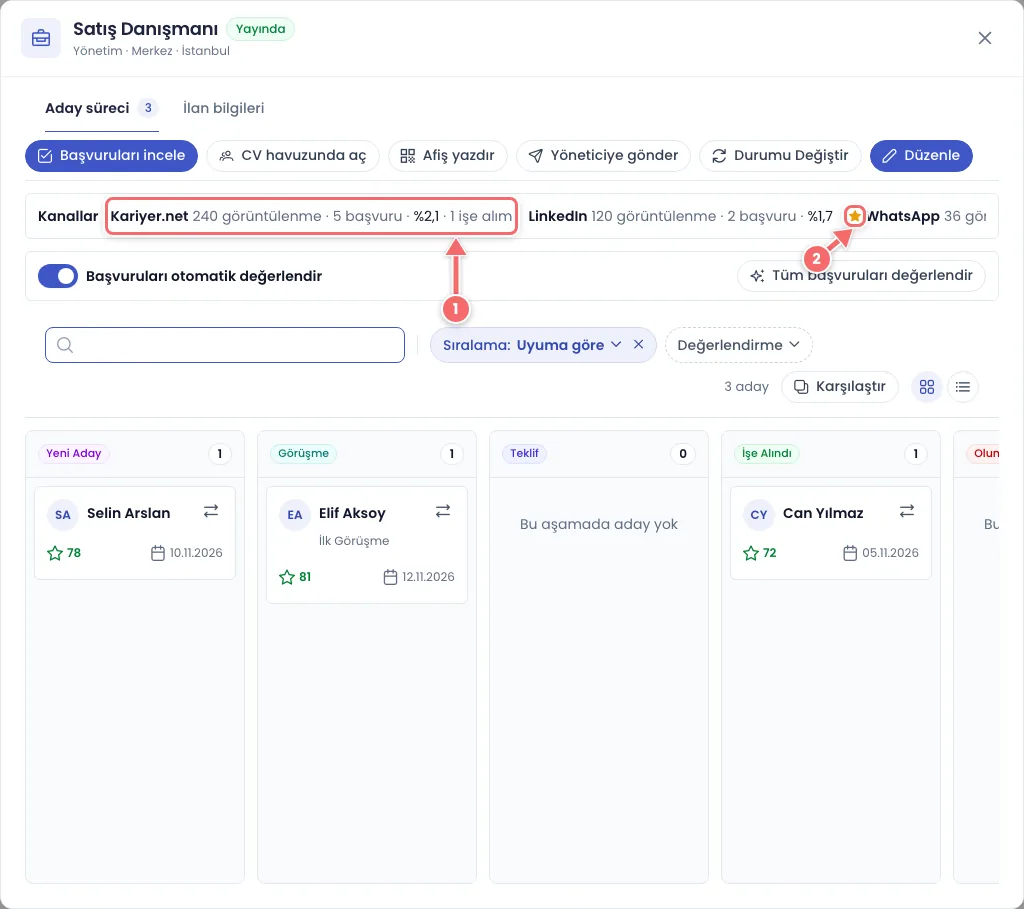 Satış Danışmanı Yayında
Yönetim · Merkez · İstanbul
Aday süreci 3 İlan bilgileri
Başvuruları incele CV havuzunda aç Afiş yazdır Yöneticiye gönder Durumu Değiştir Düzenle
Kanallar Kariyer.net 240 görüntülenme · 5 başvuru · %2,1 · 1 işe alım LinkedIn 120 görüntülenme · 2 başvuru · %1,7 WhatsApp 36 gör
2
Başvuruları otomatik değerlendir Tüm başvuruları değerlendir
1
Sıralama: Uyuma göre Değerlendirme
3 aday Karşılaştır
Yeni Aday 1 Görüşme 1 Teklif 0 İşe Alındı 1 Olun
SA Selin Arslan EA Elif Aksoy CY Can Yılmaz
Bu aşamada aday yok Bu
İlk Görüşme
78 10.11.2026 72 05.11.2026
81 12.11.2026